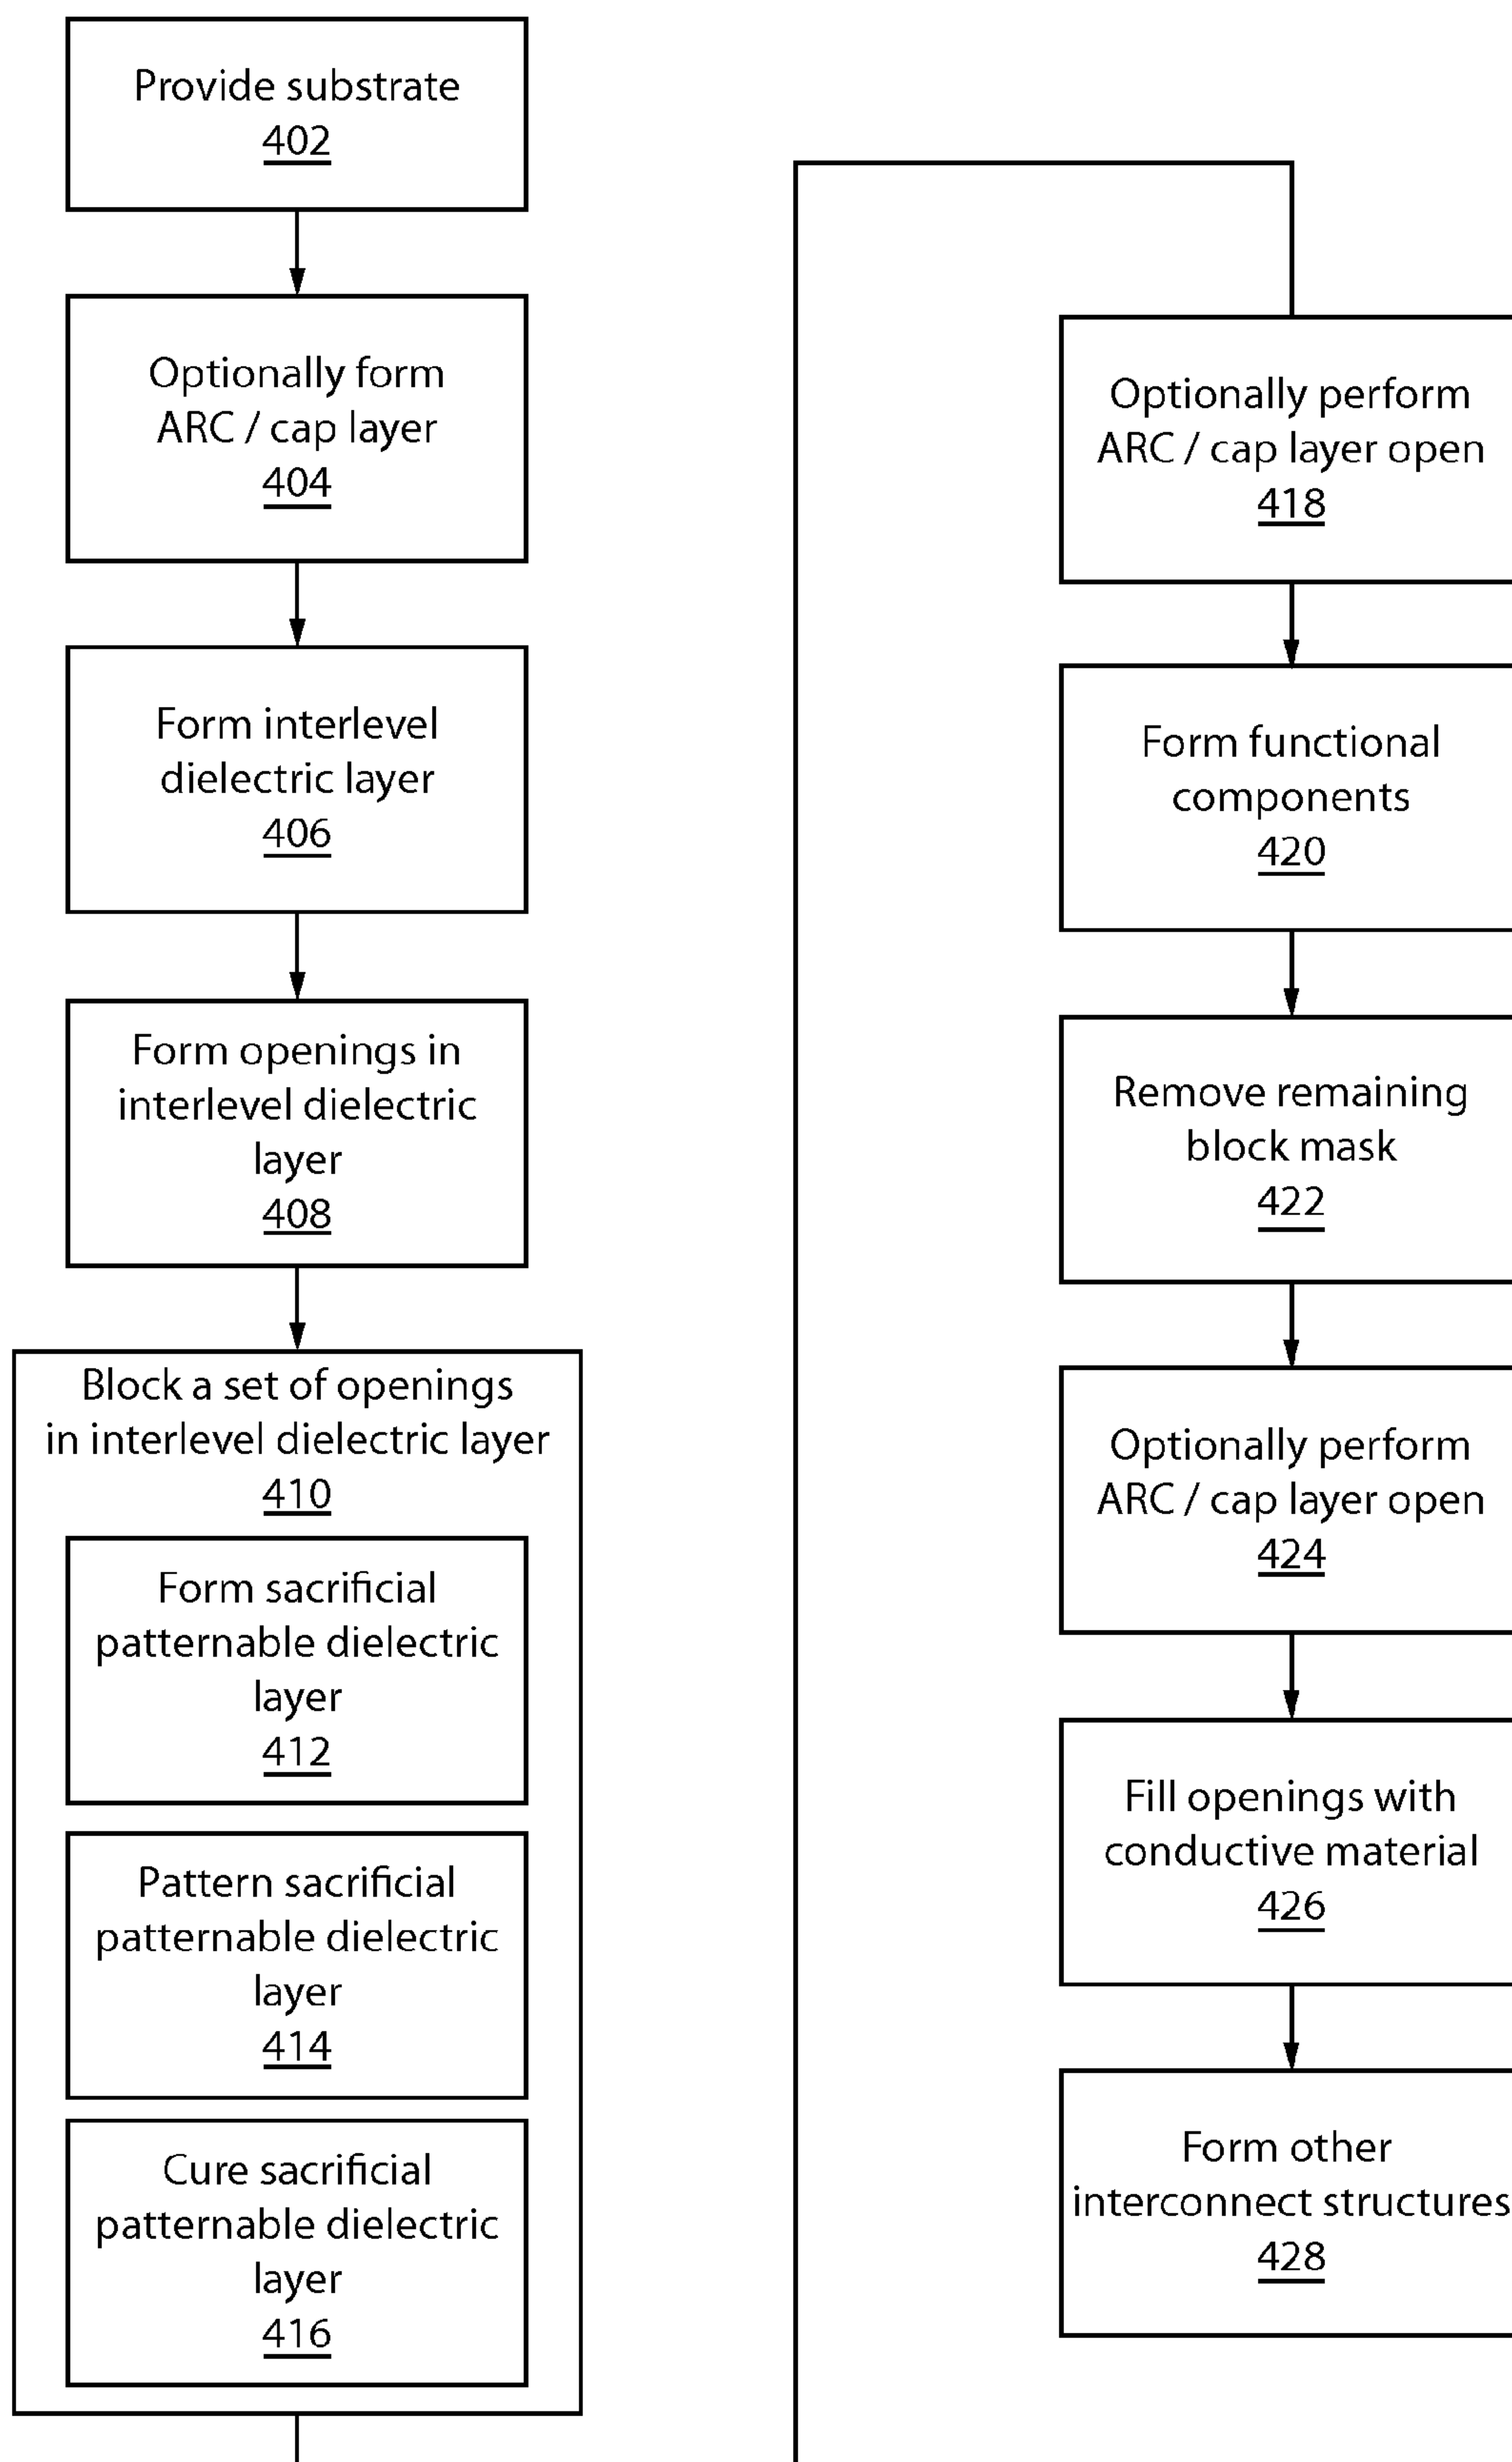 Provide substrate
402
Optionally form
ARC / cap layer
404
Form interlevel
dielectric layer
406
Form openings in
interlevel dielectric
layer
408
Block a set of openings
in interlevel dielectric layer
410
Form sacrificial
patternable dielectric
layer
412
Pattern sacrificial
patternable dielectric
layer
414
Cure sacrificial
patternable dielectric
layer
416
Optionally perform
ARC / cap layer open
418
Form functional
components
420
Remove remaining
block mask
422
Optionally perform
ARC / cap layer open
424
Fill openings with
conductive material
426
Form other
interconnect structures
428